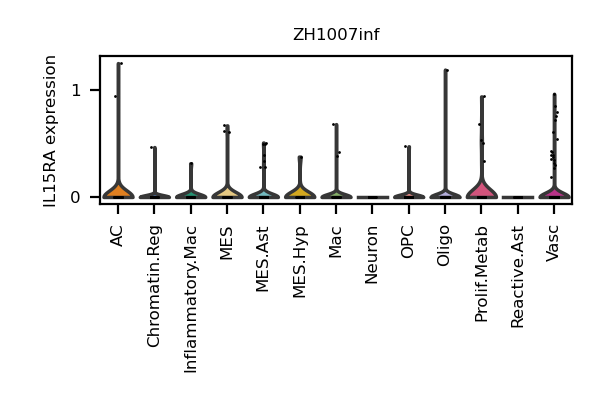 ZH1007inf
IL15RA expression
1
0
AC
Chromatin.Reg
Inflammatory.Mac
MES
MES.Ast
MES.Hyp
Mac
Neuron
OPC
Oligo
Prolif.Metab
Reactive.Ast
Vasc